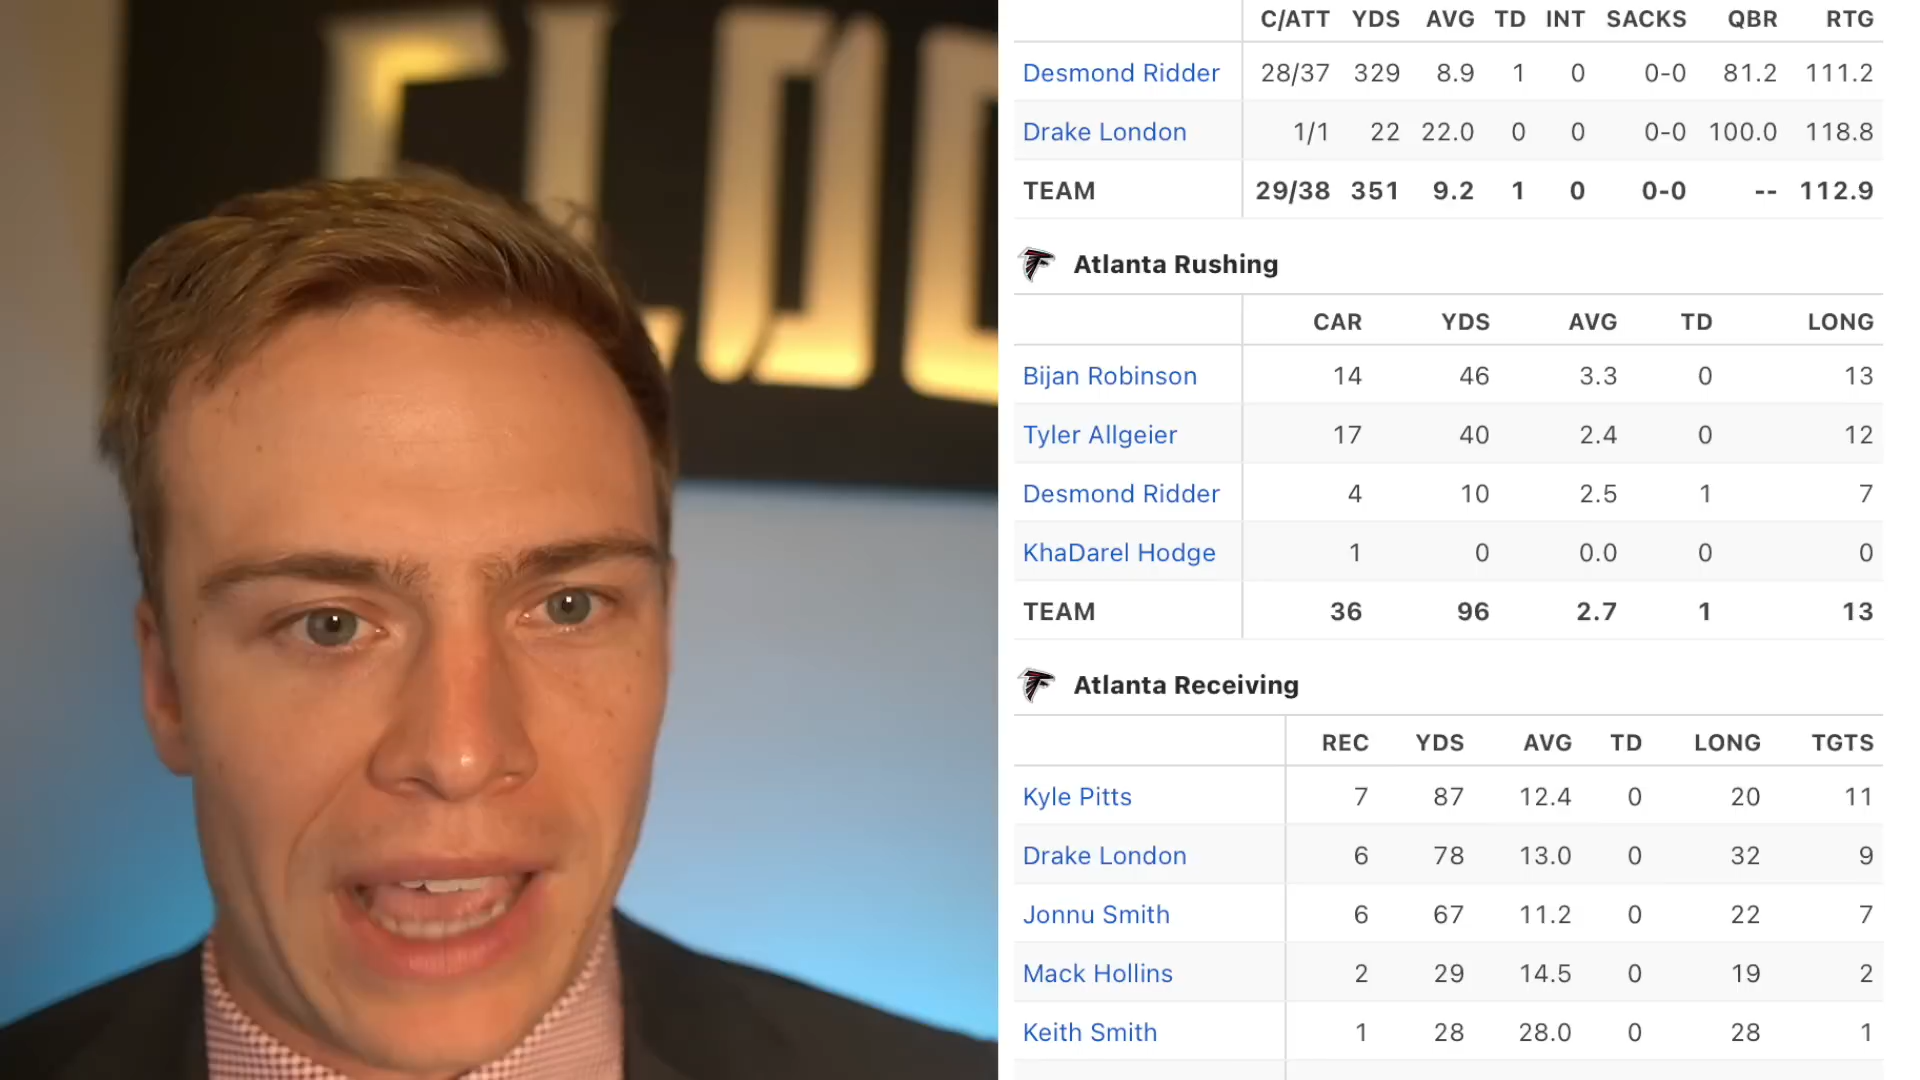 C/ATT YDS AVG TD INT SACKS QBR RTG
Desmond Ridder 28/37 329 8.9 1 0 0-0 81.2 111.2
Drake London 1/1 22 22.0 0 0 0-0 100.0 118.8
TEAM 29/38 351 9.2 1 0 0-0 -- 112.9
Atlanta Rushing
CAR YDS AVG TD LONG
Bijan Robinson 14 46 3.3 0 13
Tyler Allgeier 17 40 2.4 0 12
Desmond Ridder 4 10 2.5 1 7
KhaDarel Hodge 1 0 0.0 0 0
TEAM 36 96 2.7 1 13
Atlanta Receiving
REC YDS AVG TD LONG TGTS
Kyle Pitts 7 87 12.4 0 20 11
Drake London 6 78 13.0 0 32 9
Jonnu Smith 6 67 11.2 0 22 7
Mack Hollins 2 29 14.5 0 19 2
Keith Smith 1 28 28.0 0 28 1